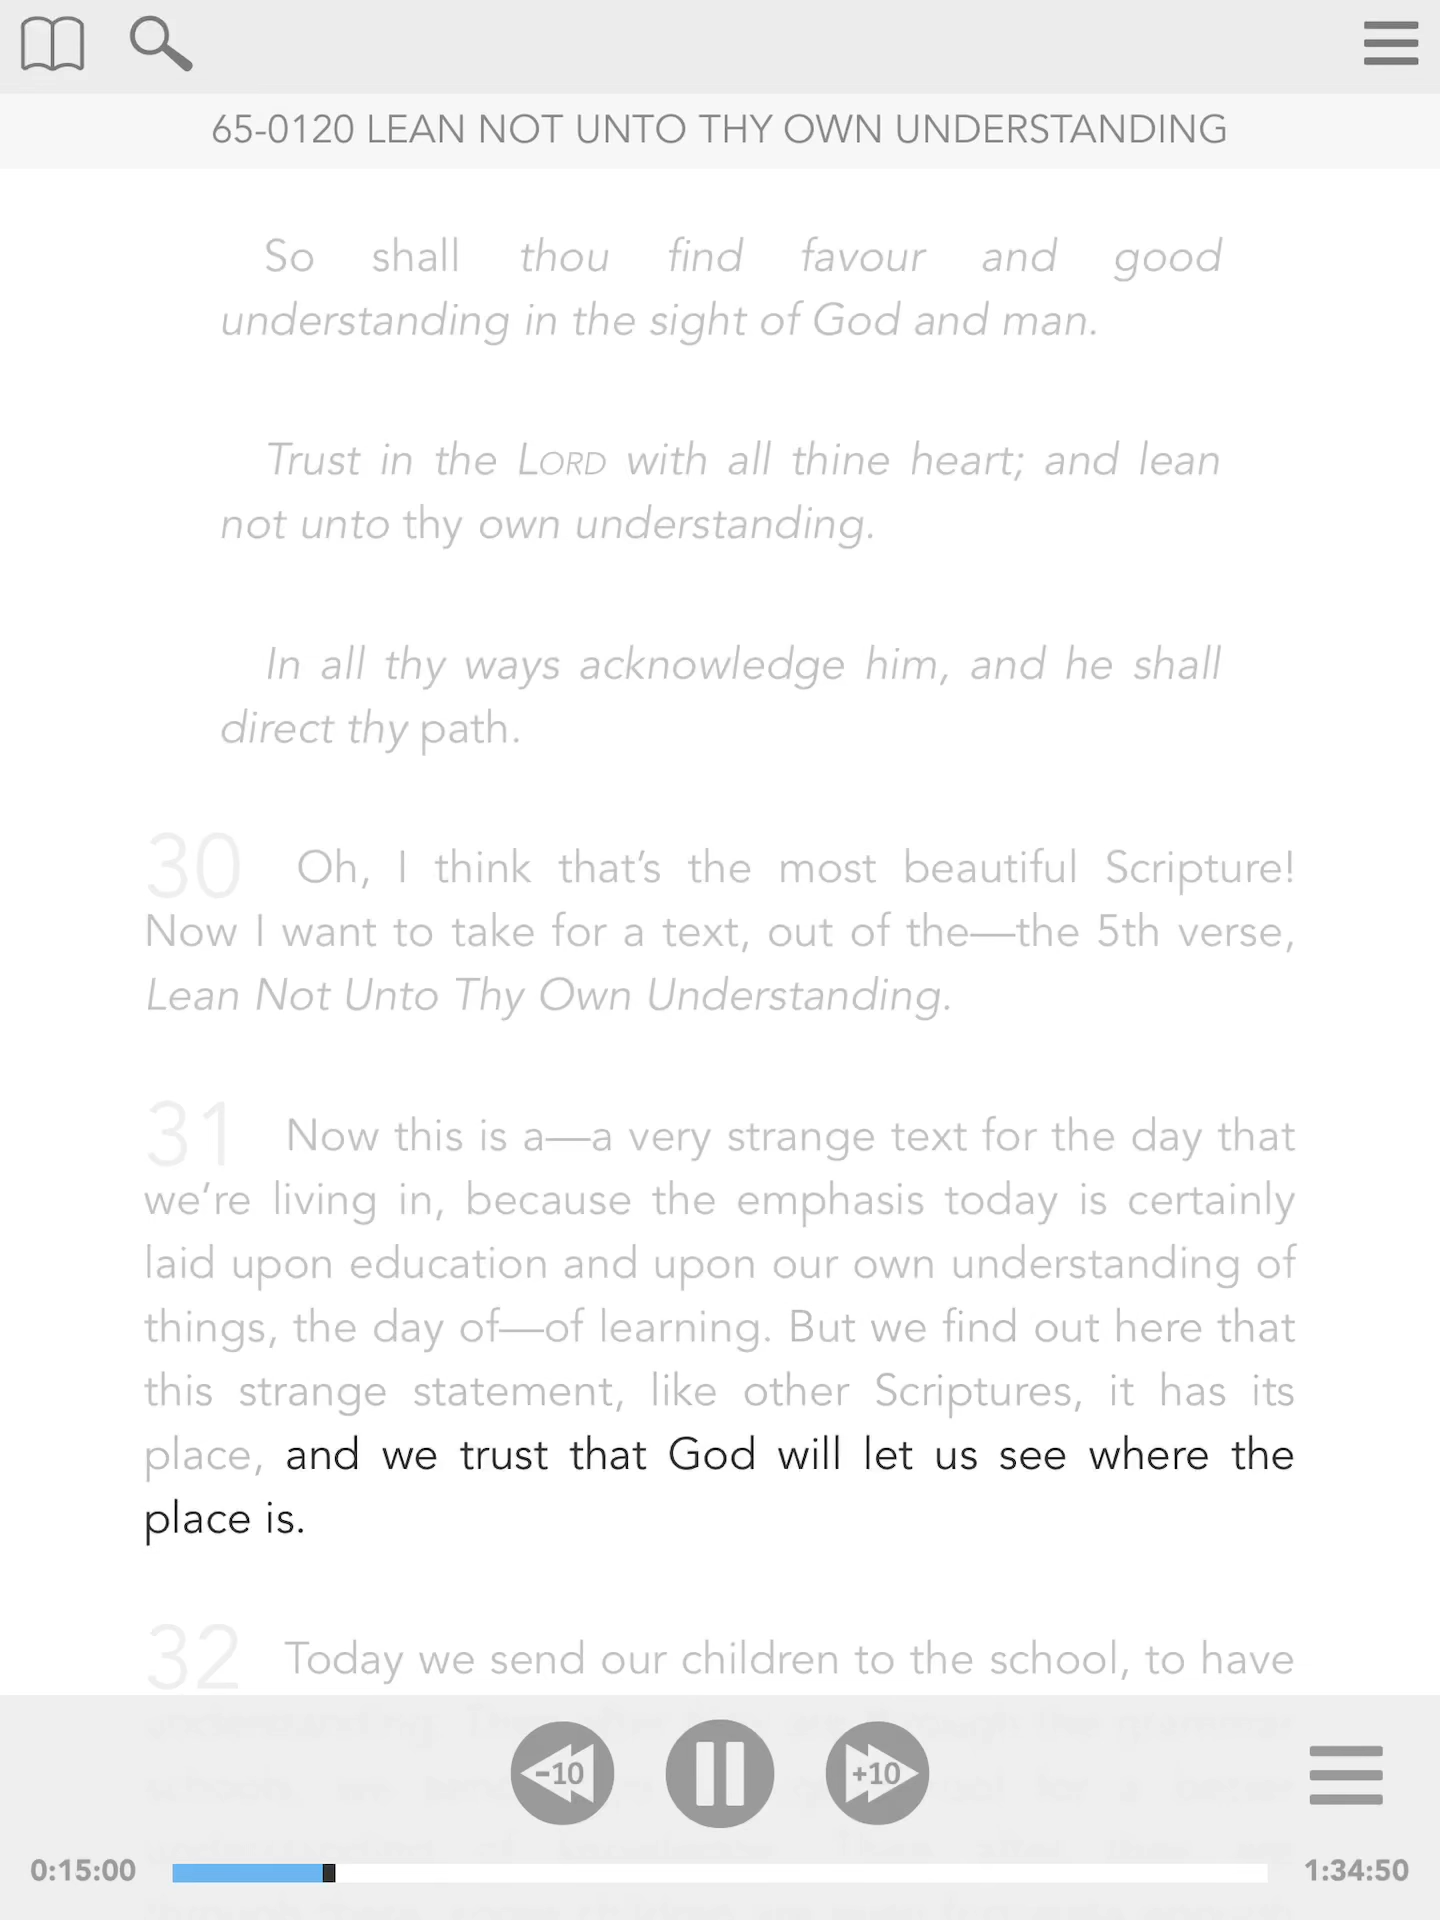 65-0120 LEAN NOT UNTO THY OWN UNDERSTANDING
So shall thou find favour and good
understanding in the sight of God and man.
Trust in the LORD with all thine heart; and lean
not unto thy own understanding.
In all thy ways acknowledge him, and he shall
direct thy path.
30 Oh, I think that’s the most beautiful Scripture!
Now I want to take for a text, out of the—the 5th verse,
Lean Not Unto Thy Own Understanding.
31 Now this is a—a very strange text for the day that
we’re living in, because the emphasis today is certainly
laid upon education and upon our own understanding of
things, the day of—of learning. But we find out here that
this strange statement, like other Scriptures, it has its
place, and we trust that God will let us see where the
place is.
32 Today we send our children to the school, to have
-10 +10
0:15:00 1:34:50